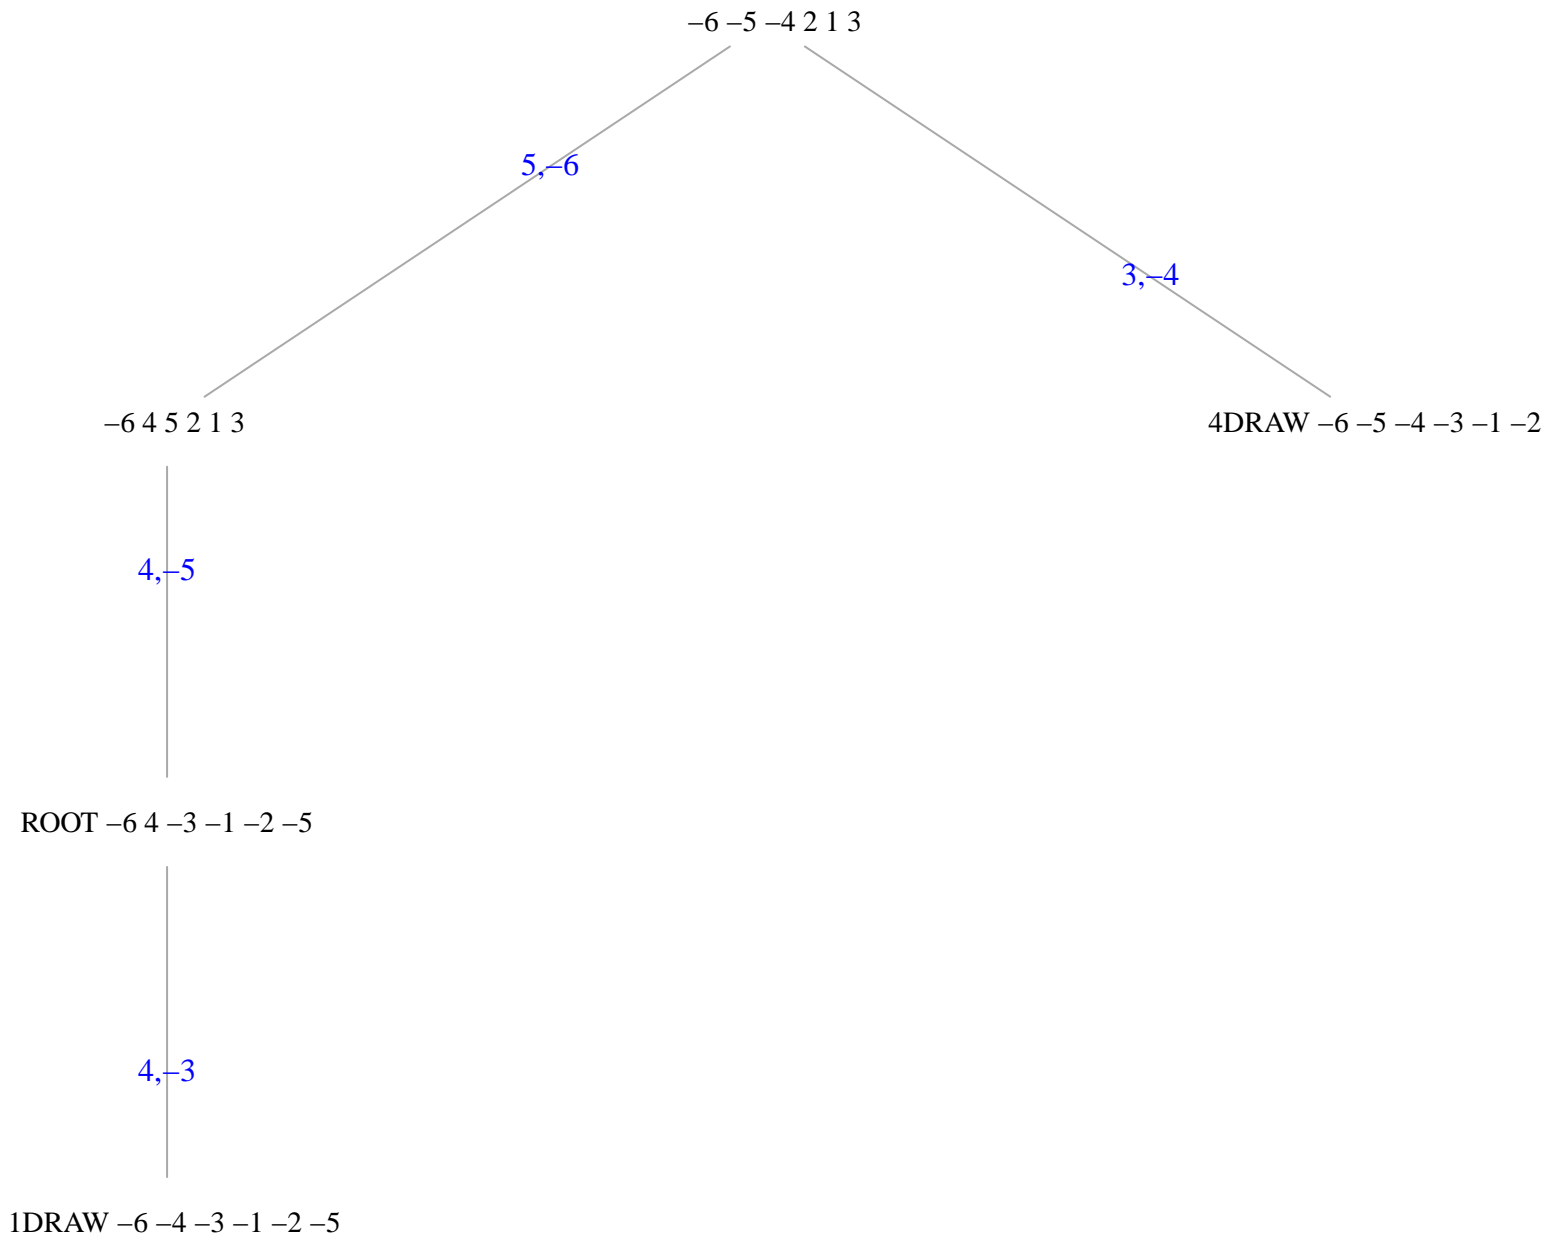 –6 –5 –4 2 1 3
5,–6
3,–4
–6 4 5 2 1 3
4DRAW –6 –5 –4 –3 –1 –2
4,–5
ROOT –6 4 –3 –1 –2 –5
4,–3
1DRAW –6 –4 –3 –1 –2 –5